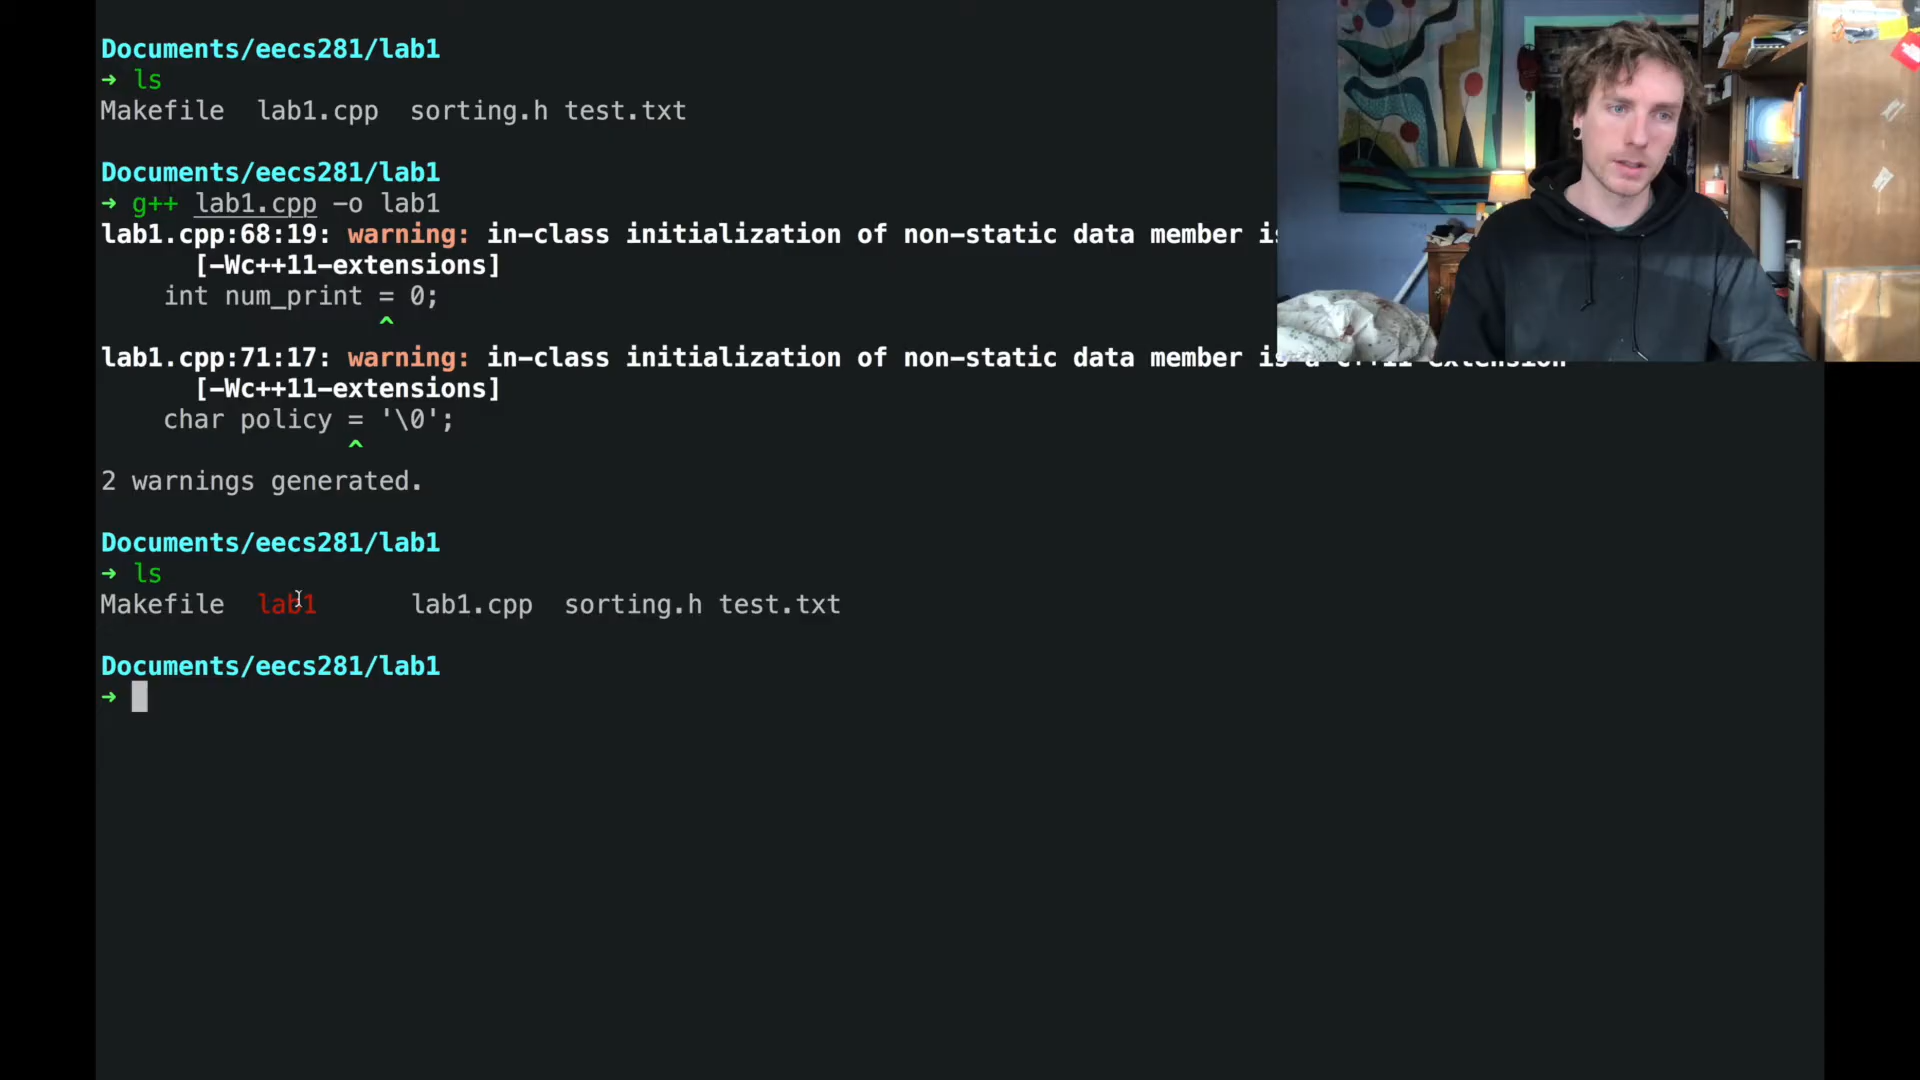 Documents/eecs281/lab1
→ ls
Makefile lab1.cpp sorting.h test.txt
Documents/eecs281/lab1
→ g++ lab1.cpp -o lab1
lab1.cpp:68:19: warning: in-class initialization of non-static data member
[-Wc++11-extensions]
int num_print = 0;
^
lab1.cpp:71:17: warning: in-class initialization of non-static data member is a C++11 extension
[-Wc++11-extensions]
char policy = '\0';
^
2 warnings generated.
Documents/eecs281/lab1
→ ls
Makefile lab1 lab1.cpp sorting.h test.txt
Documents/eecs281/lab1
→